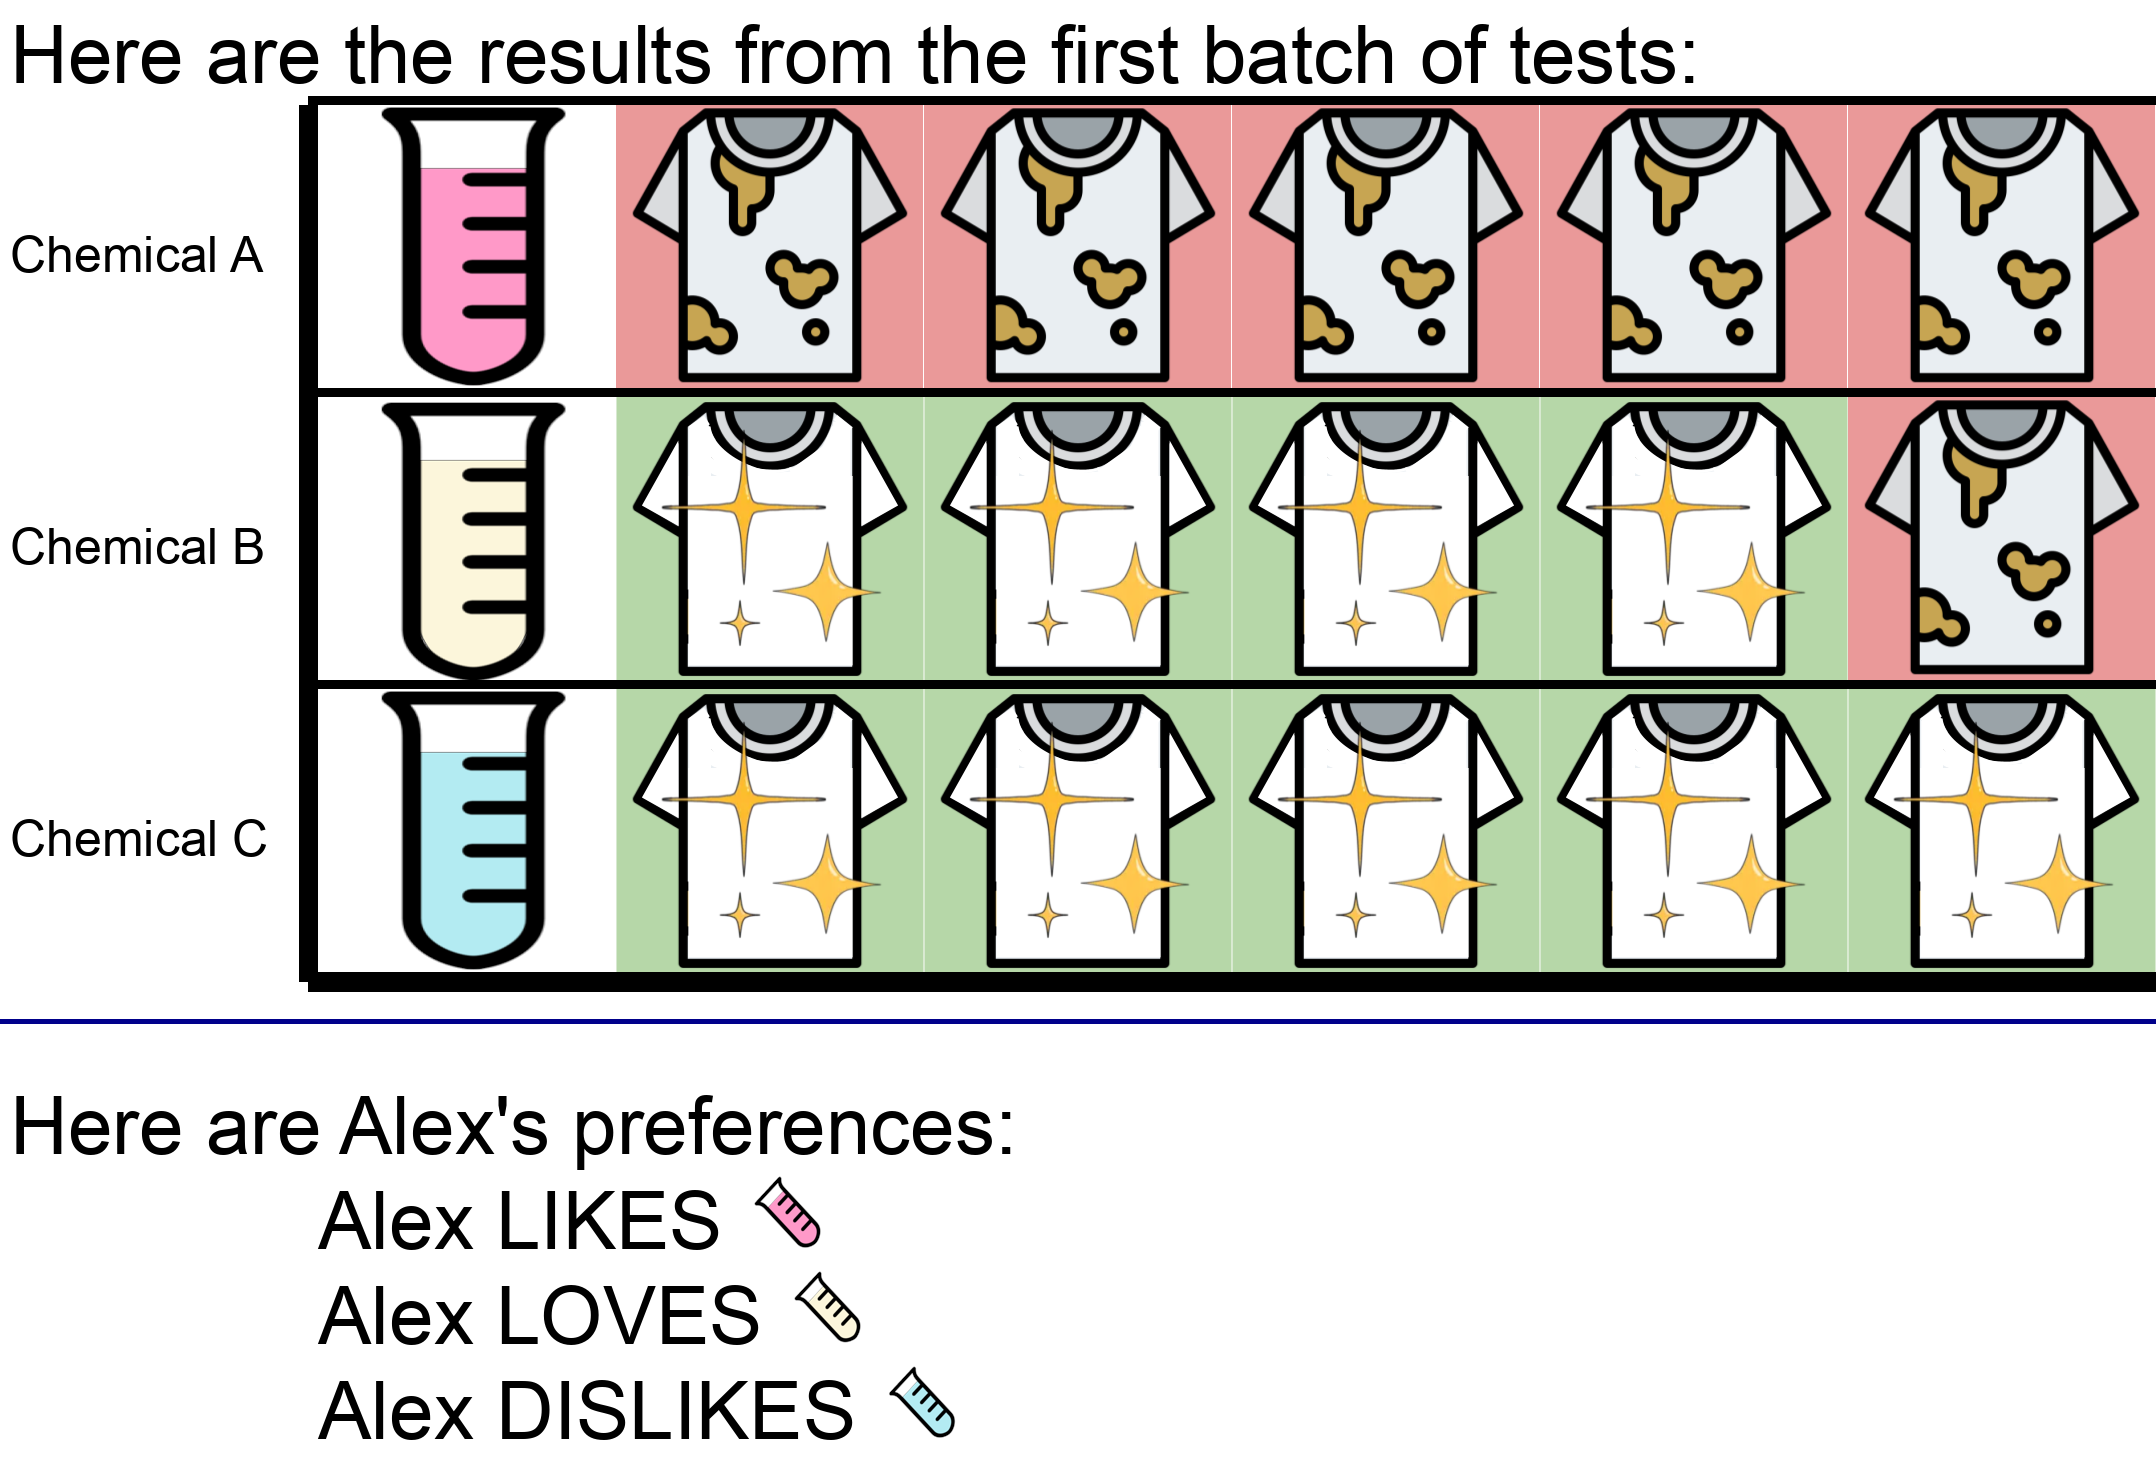 Here are the results from the first batch of tests:
Chemical A
Chemical B
Chemical C
Here are Alex's preferences:
Alex LIKES
Alex LOVES
Alex DISLIKES